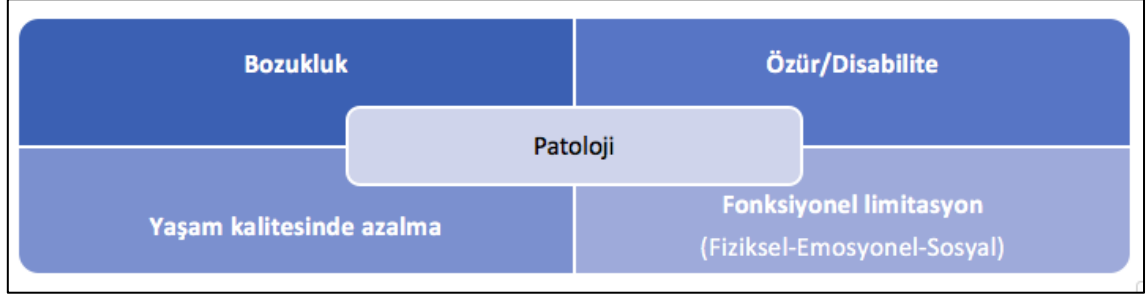 Bozukluk
Özür/Disabilite
Patoloji
Yaşam kalitesinde azalma
Fonksiyonel limitasyon
(Fiziksel-Emosyonel-Sosyal)